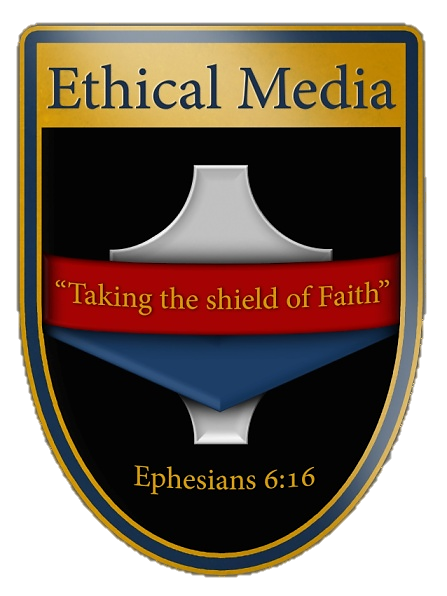 Ethical Media
“Taking the shield of Faith”
Ephesians 6:16